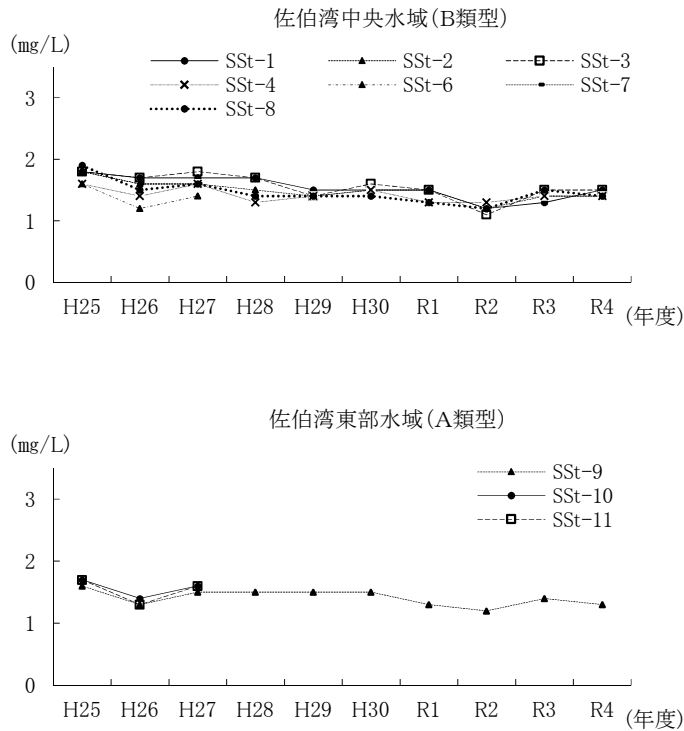 佐伯湾中央水域(B類型)
(mg/L)
SSt-1 SSt-2 SSt-3
SSt-4 SSt-6 SSt-7
SSt-8
3
2
1
0
H25 H26 H27 H28 H29 H30 R1 R2 R3 R4 (年度)
佐伯湾東部水域(A類型)
(mg/L)
SSt-9
SSt-10
SSt-11
3
2
1
0
H25 H26 H27 H28 H29 H30 R1 R2 R3 R4 (年度)